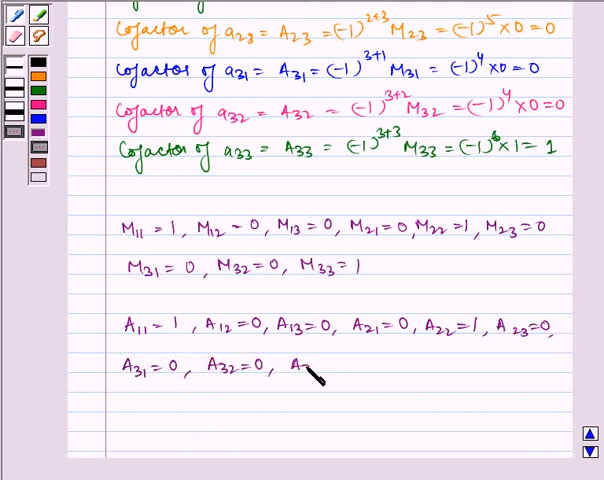 Cofactor of a₂₃ = A₂₃ = (-1)²⁺³ M₂₃ = (-1)⁵ × 0 = 0
Cofactor of a₃₁ = A₃₁ = (-1)³⁺¹ M₃₁ = (-1)⁴ × 0 = 0
Cofactor of a₃₂ = A₃₂ = (-1)³⁺² M₃₂ = (-1)⁴ × 0 = 0
Cofactor of a₃₃ = A₃₃ = (-1)³⁺³ M₃₃ = (-1)⁶ × 1 = 1
M₁₁ = 1, M₁₂ = 0, M₁₃ = 0, M₂₁ = 0, M₂₂ = 1, M₂₃ = 0
M₃₁ = 0, M₃₂ = 0, M₃₃ = 1
A₁₁ = 1, A₁₂ = 0, A₁₃ = 0, A₂₁ = 0, A₂₂ = 1, A₂₃ = 0,
A₃₁ = 0, A₃₂ = 0, A